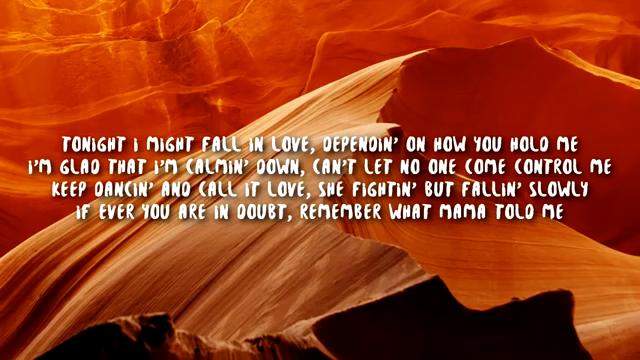 TONIGHT I MIGHT FALL IN LOVE, DEPENDIN' ON HOW YOU HOLD ME
I'M GLAD THAT I'M CALMIN' DOWN, CAN'T LET NO ONE COME CONTROL ME
KEEP DANCIN' AND CALL IT LOVE, SHE FIGHTIN' BUT FALLIN' SLOWLY
IF EVER YOU ARE IN DOUBT, REMEMBER WHAT MAMA TOLD ME